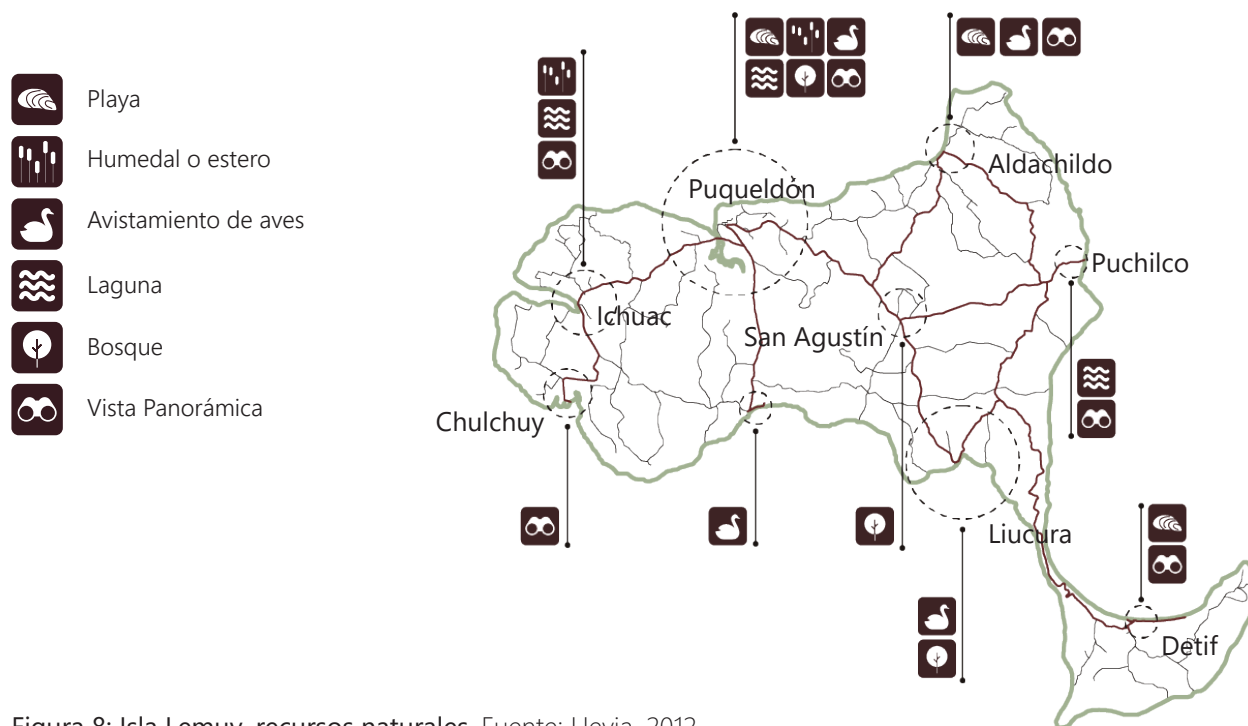 Playa
Humedal o estero
Avistamiento de aves
Laguna
Bosque
Vista Panorámica
Puqueldón
Aldachildo
Puchilco
Ichuac
San Agustín
Chulchuy
Liucura
Detif
Figura 8: Isla Lemuy, recursos naturales. Fuente: Hevia, 2012